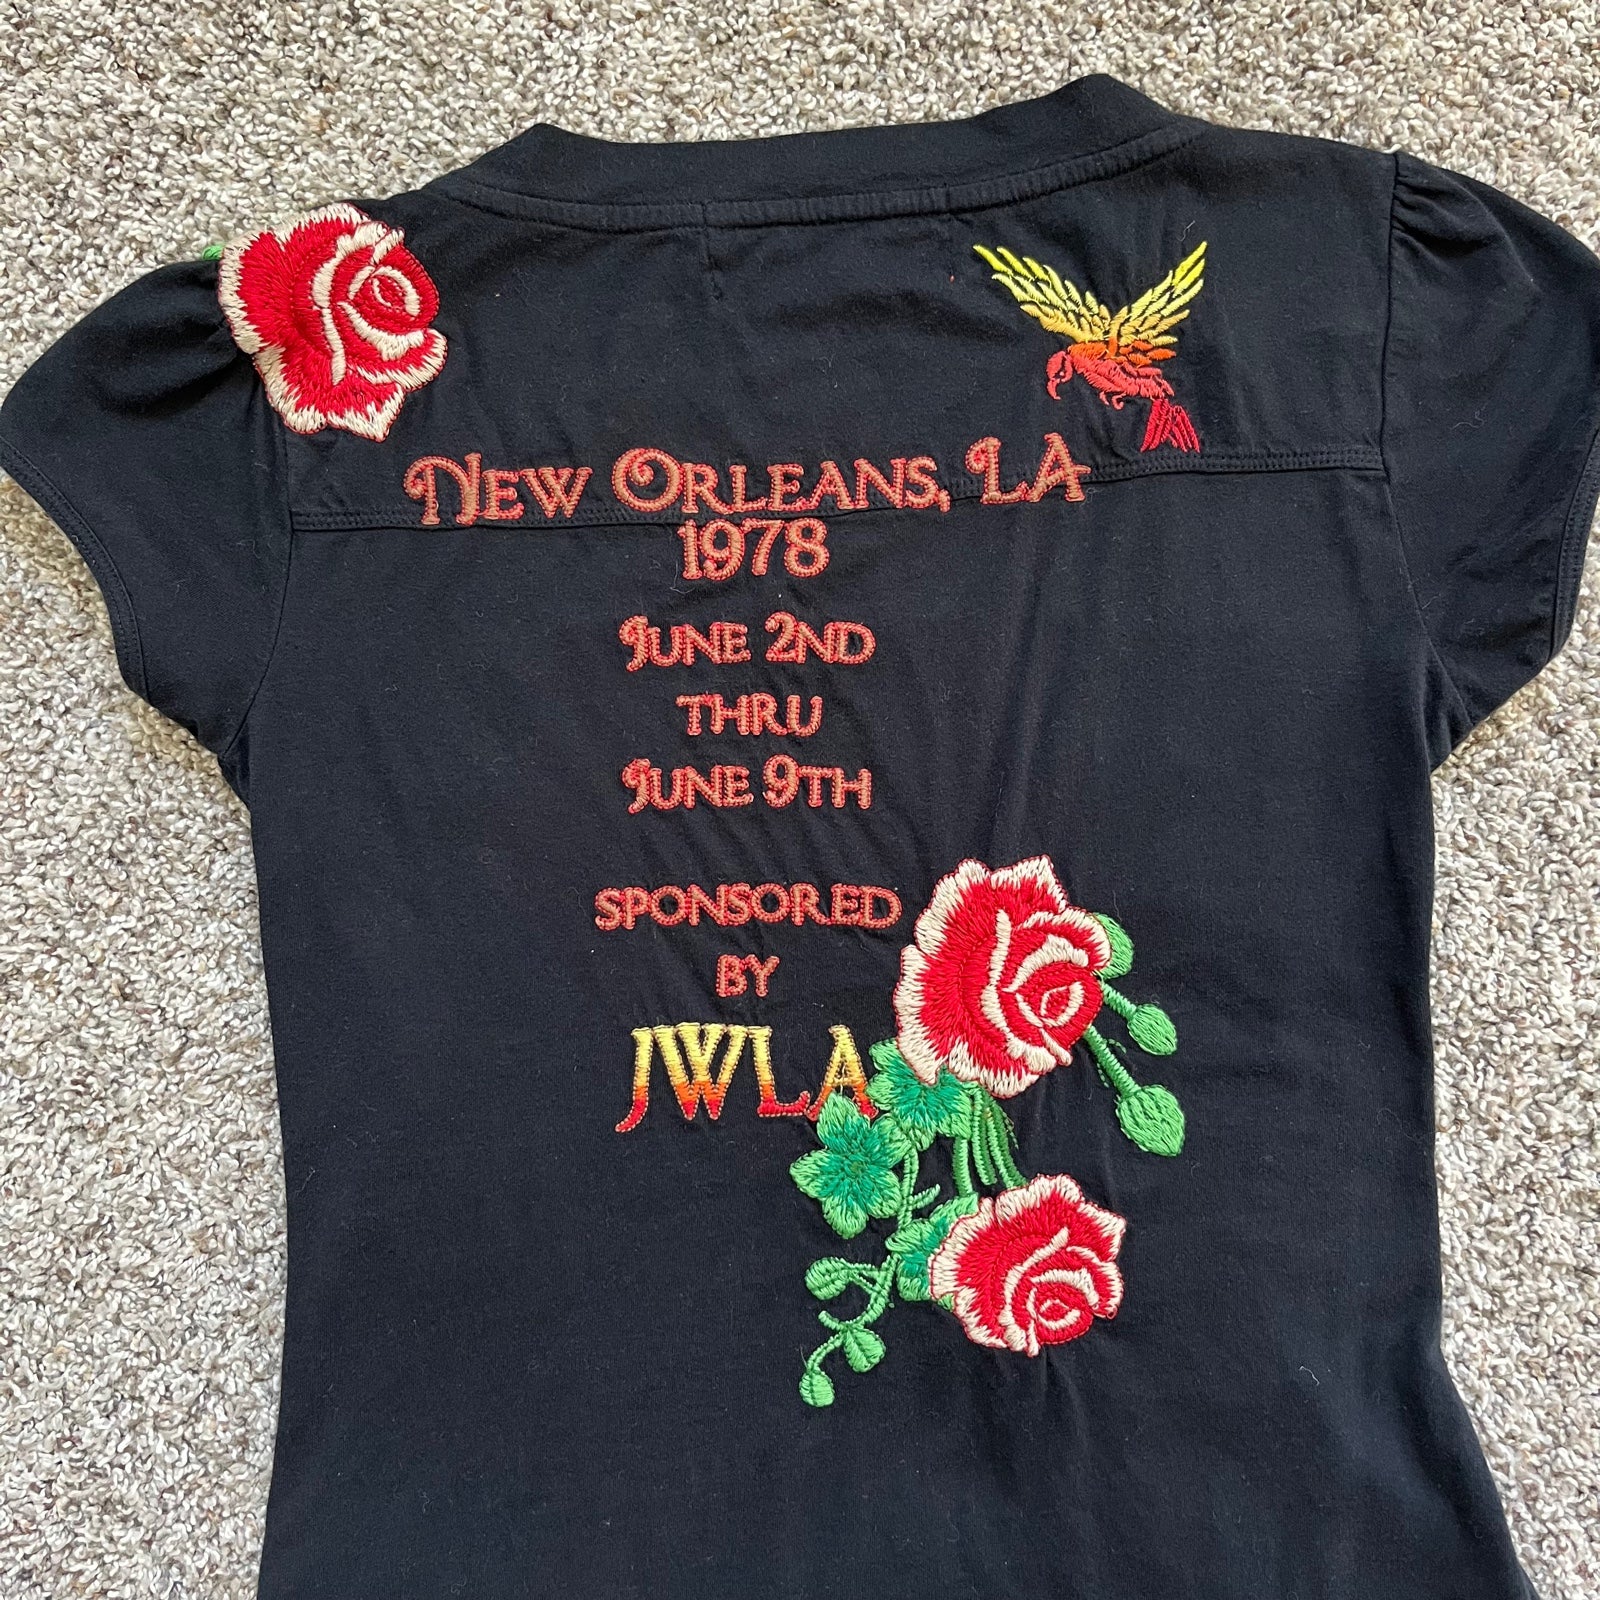 New Orleans, LA
1978
June 2nd
thru
June 9th
sponsored
by
JWLA